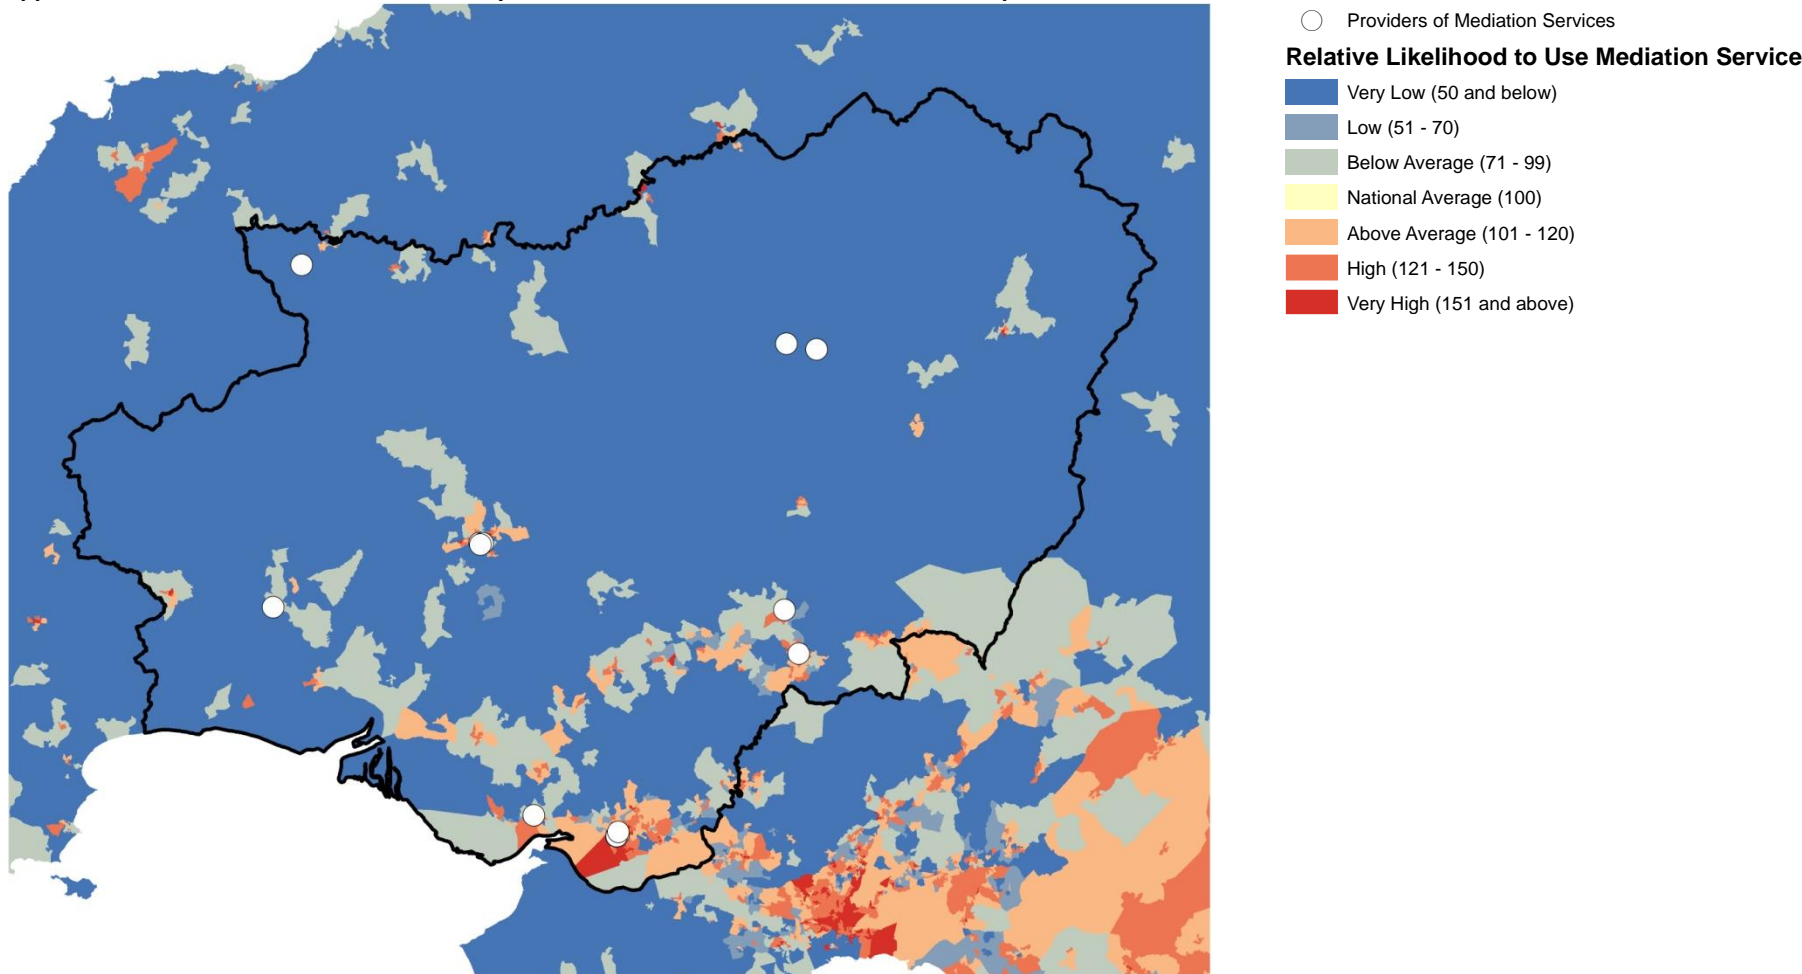 Providers of Mediation Services
Relative Likelihood to Use Mediation Service
Very Low (50 and below)
Low (51 - 70)
Below Average (71 - 99)
National Average (100)
Above Average (101 - 120)
High (121 - 150)
Very High (151 and above)